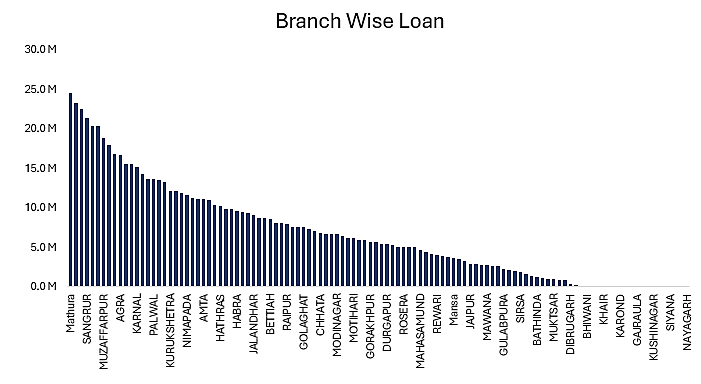 Branch Wise Loan
30.0 M
25.0 M
20.0 M
15.0 M
10.0 M
5.0 M
0.0 M
Mathura
SANGRUR
MUZAFFARPUR
AGRA
KARNAL
PALWAL
KURUKSHETRA
NIMAPADA
AMTA
HATHRAS
HABRA
JALANDHAR
BETTIAH
RAIPUR
GOLAGHAT
CHHATA
MODINAGAR
MOTIHARI
GORAKHPUR
DURGAPUR
ROSERA
MAHASAMUND
REWARI
Mansa
JAIPUR
MAWANA
GULABPURA
SIRSA
BATHINDA
MUKTSAR
DIBRUGARH
BHIWANI
KHAIR
KAROND
GAJRAULA
KUSHINAGAR
SIYANA
NAYAGARH